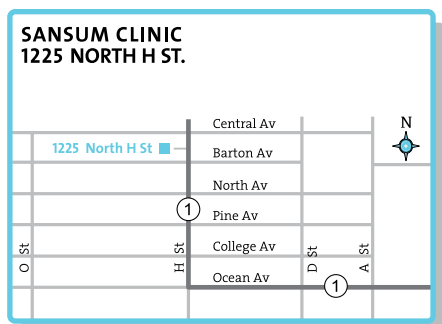 SANSUM CLINIC
1225 NORTH H ST.
Central Av
N
1225 North H St
Barton Av
North Av
1
Pine Av
O St
H St
College Av
D St
A St
Ocean Av
1